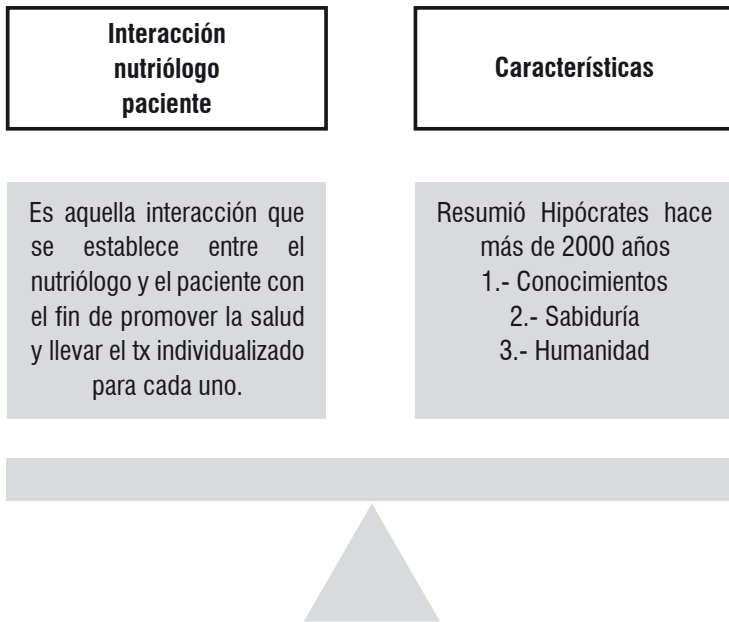 Interacción
nutriólogo
paciente
Características
Es aquella interacción que
se establece entre el
nutriólogo y el paciente con
el fin de promover la salud
y llevar el tx individualizado
para cada uno.
Resumió Hipócrates hace
más de 2000 años
1.- Conocimientos
2.- Sabiduría
3.- Humanidad